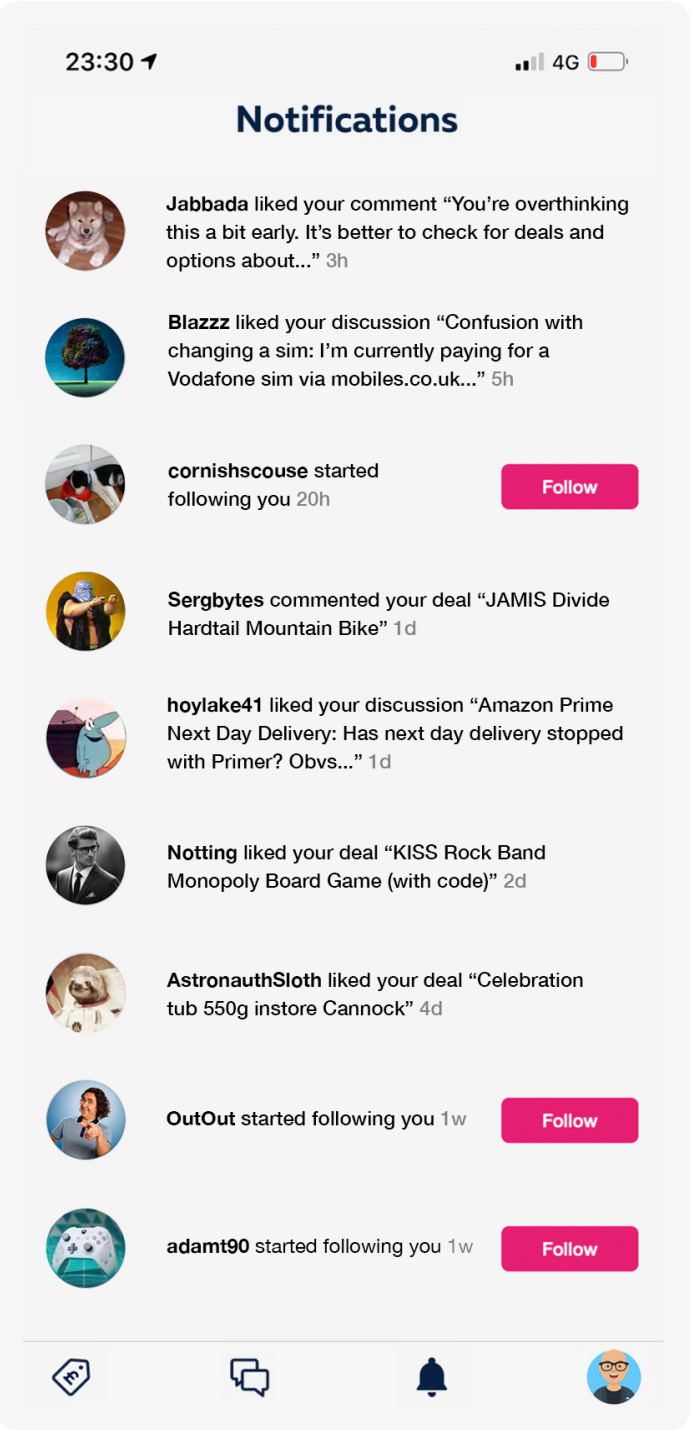 23:30
4G
Notifications
Jabbada liked your comment “You’re overthinking
this a bit early. It’s better to check for deals and
options about...” 3h
Blazzz liked your discussion “Confusion with
changing a sim: I’m currently paying for a
Vodafone sim via mobiles.co.uk...” 5h
cornishscouse started
following you 20h
Follow
Sergbytes commented your deal “JAMIS Divide
Hardtail Mountain Bike” 1d
hoylake41 liked your discussion “Amazon Prime
Next Day Delivery: Has next day delivery stopped
with Primer? Obvs...” 1d
Notting liked your deal “KISS Rock Band
Monopoly Board Game (with code)” 2d
AstronauthSloth liked your deal “Celebration
tub 550g instore Cannock” 4d
OutOut started following you 1w
Follow
adamt90 started following you 1w
Follow
£